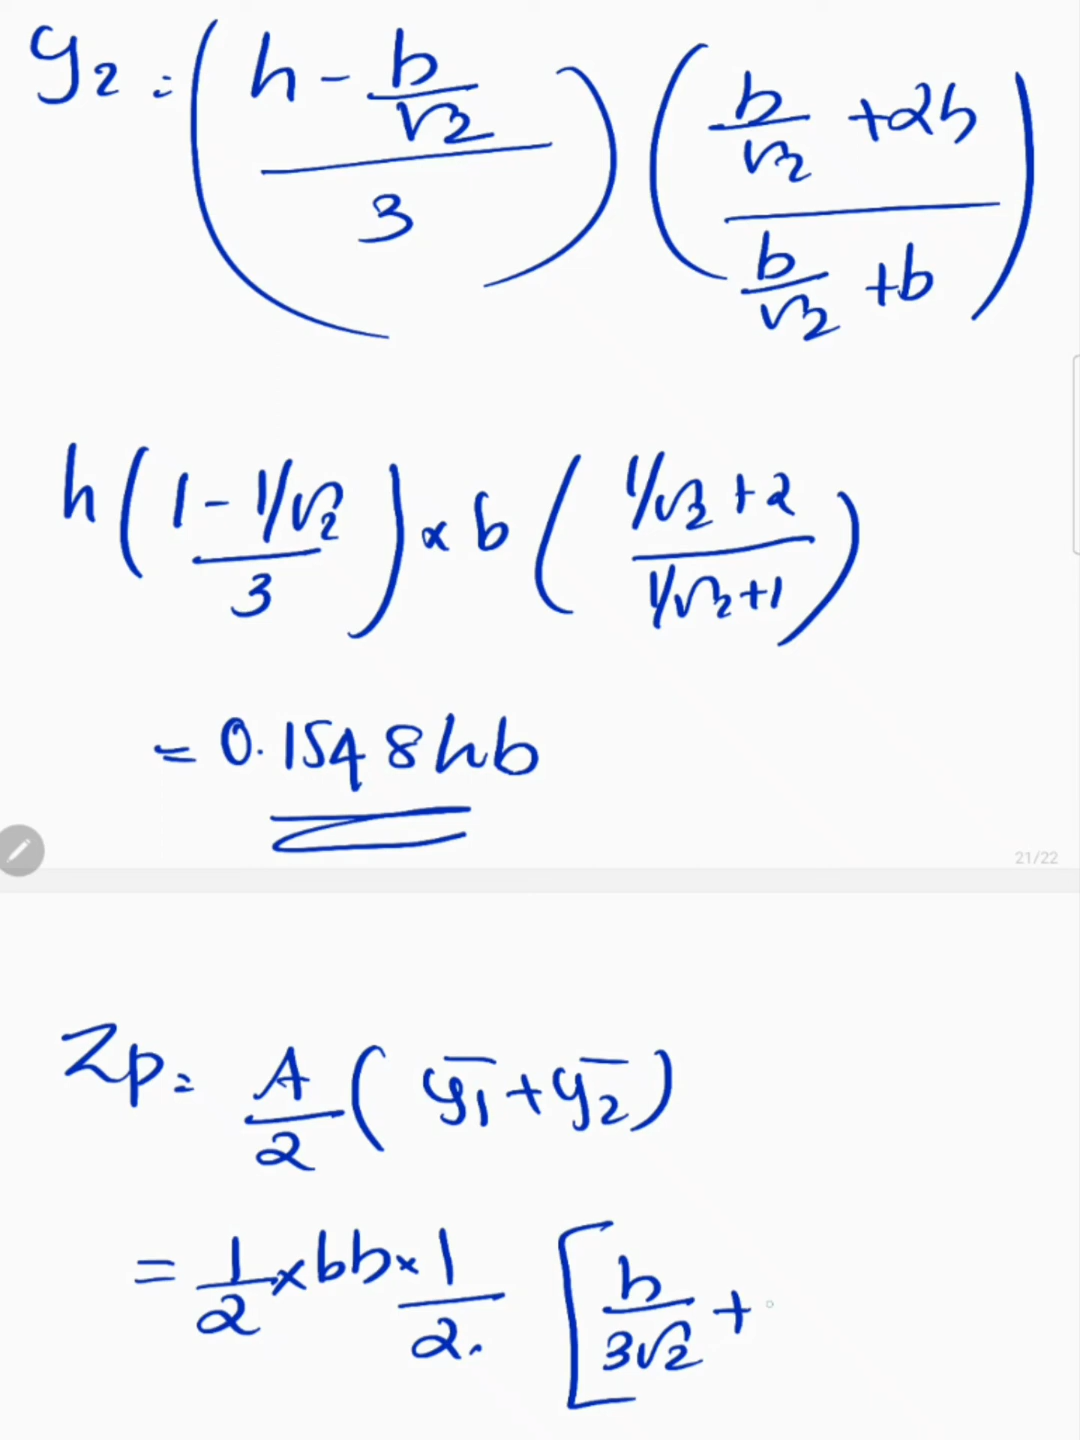 y₂ = ( (h - b/√2) / 3 ) ( (b/√2 + 2b) / (b/√2 + b) )
h ( (1 - 1/√2) / 3 ) × b ( (1/√2 + 2) / (1/√2 + 1) )
= 0.1548hb
21/22
Zp = A/2 ( ȳ₁ + ȳ₂ )
= 1/2 × bh × 1/2 [ h/3√2 +